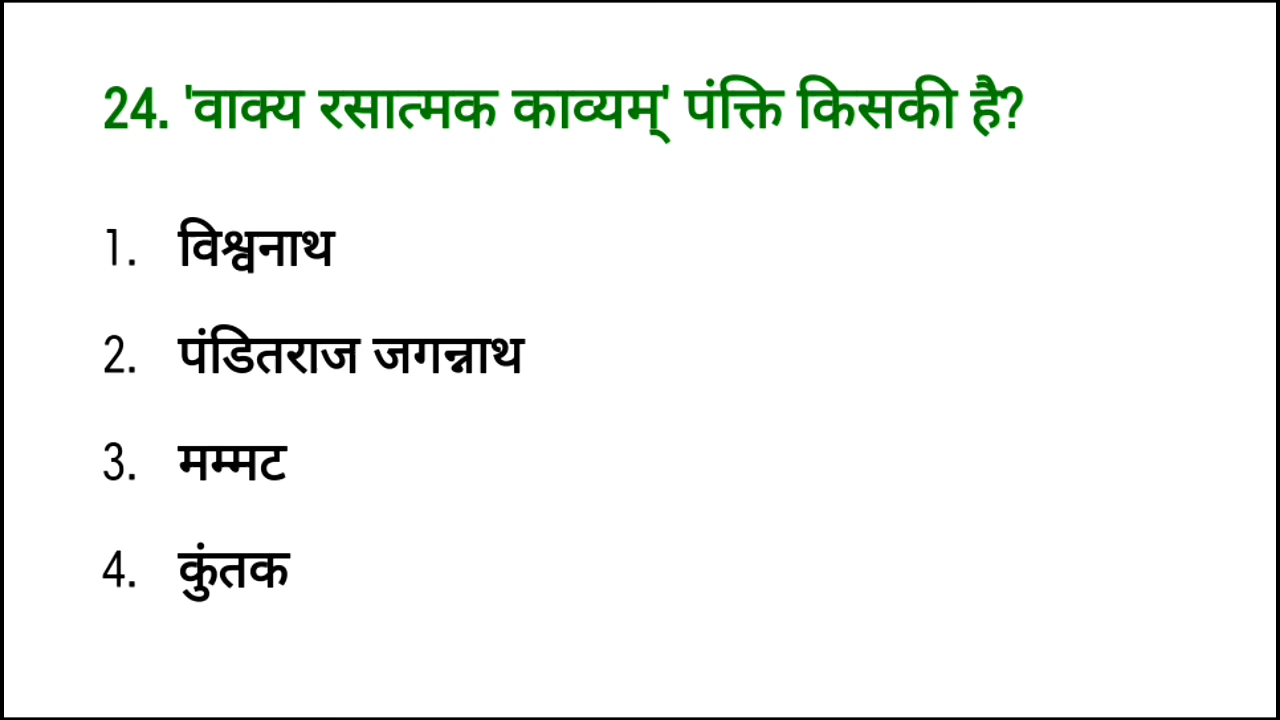 24. 'वाक्य रसात्मक काव्यम्' पंक्ति किसकी है?
1. विश्वनाथ
2. पंडितराज जगन्नाथ
3. मम्मट
4. कुंतक